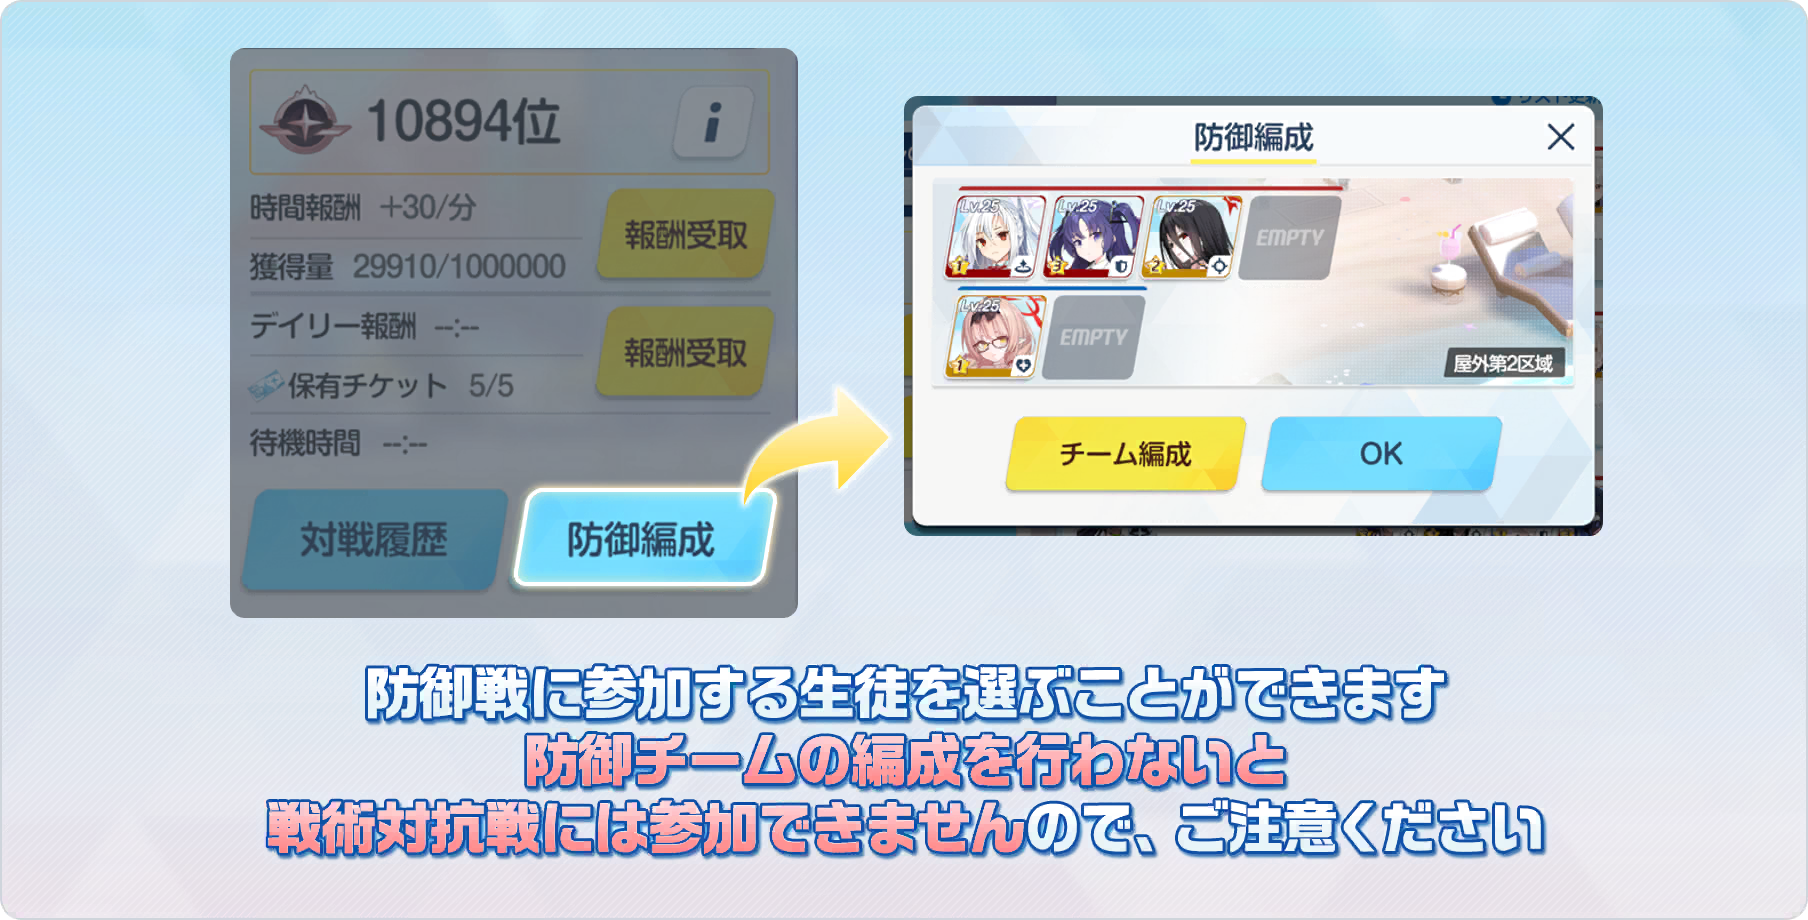 10894位
i
時間報酬 +30/分
報酬受取
獲得量 29910/1000000
デイリー報酬 --:--
報酬受取
保有チケット 5/5
待機時間 --:--
対戦履歴
防御編成
防御編成
Lv.25
Lv.25
Lv.25
EMPTY
1
3
2
Lv.25
EMPTY
1
屋外第2区域
チーム編成
OK
防御戦に参加する生徒を選ぶことができます
防御チームの編成を行わないと
戦術対抗戦には参加できませんので、ご注意ください